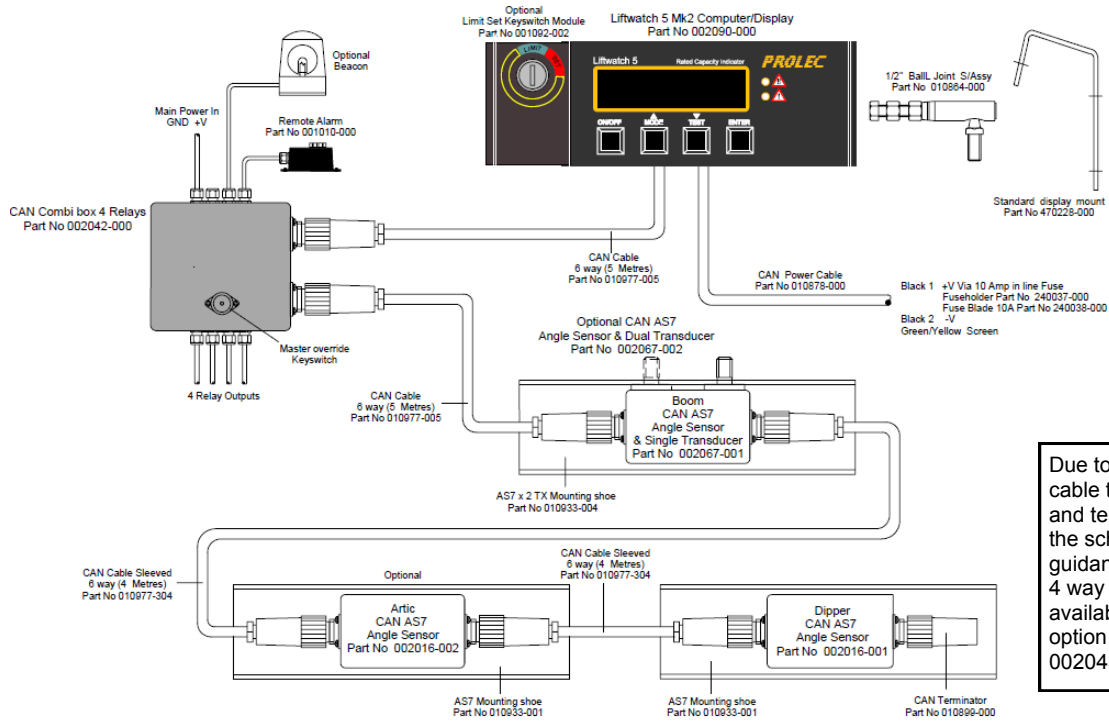 Optional
Limit Set Keyswitch Module
Part No 001092-002
Liftwatch 5 Mk2 Computer/Display
Part No 002090-000
LIMIT
SET
Liftwatch 5
Rated Capacity Indicator
PROLEC
ON/OFF
MODE
TEST
ENTER
Optional
Beacon
Main Power In
GND +V
Remote Alarm
Part No 001010-000
1/2" BallL Joint S/Assy
Part No 010864-000
Standard display mount
Part No 470228-000
CAN Combi box 4 Relays
Part No 002042-000
CAN Cable
6 way (5 Metres)
Part No 010977-005
CAN Power Cable
Part No 010878-000
Black 1 +V Via 10 Amp in line Fuse
Fuseholder Part No 240037-000
Fuse Blade 10A Part No 240038-000
Black 2 -V
Green/Yellow Screen
Master override
Keyswitch
4 Relay Outputs
Optional CAN AS7
Angle Sensor & Dual Transducer
Part No 002067-002
CAN Cable
6 way (5 Metres)
Part No 010977-005
Boom
CAN AS7
Angle Sensor
& Single Transducer
Part No 002067-001
AS7 x 2 TX Mounting shoe
Part No 010933-004
Due to
cable t
and te
the sch
guidan
4 way
availab
option
00204
CAN Cable Sleeved
6 way (4 Metres)
Part No 010977-304
Optional
CAN Cable Sleeved
6 way (4 Metres)
Part No 010977-304
Artic
CAN AS7
Angle Sensor
Part No 002016-002
Dipper
CAN AS7
Angle Sensor
Part No 002016-001
AS7 Mounting shoe
Part No 010933-001
AS7 Mounting shoe
Part No 010933-001
CAN Terminator
Part No 010899-000